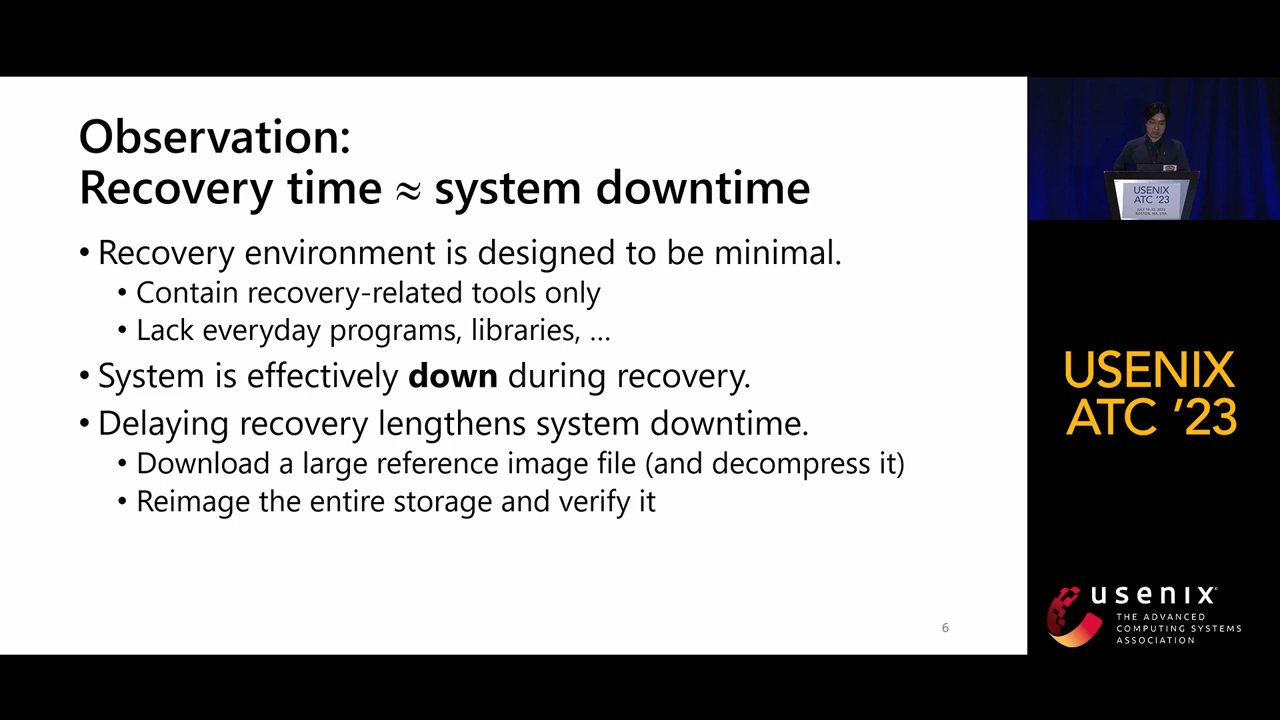 Observation:
Recovery time ≈ system downtime
• Recovery environment is designed to be minimal.
• Contain recovery-related tools only
• Lack everyday programs, libraries, …
• System is effectively down during recovery.
• Delaying recovery lengthens system downtime.
• Download a large reference image file (and decompress it)
• Reimage the entire storage and verify it
6
USENIX
ATC '23
USENIX
ATC ’23
usenix
THE ADVANCED
COMPUTING SYSTEMS
ASSOCIATION